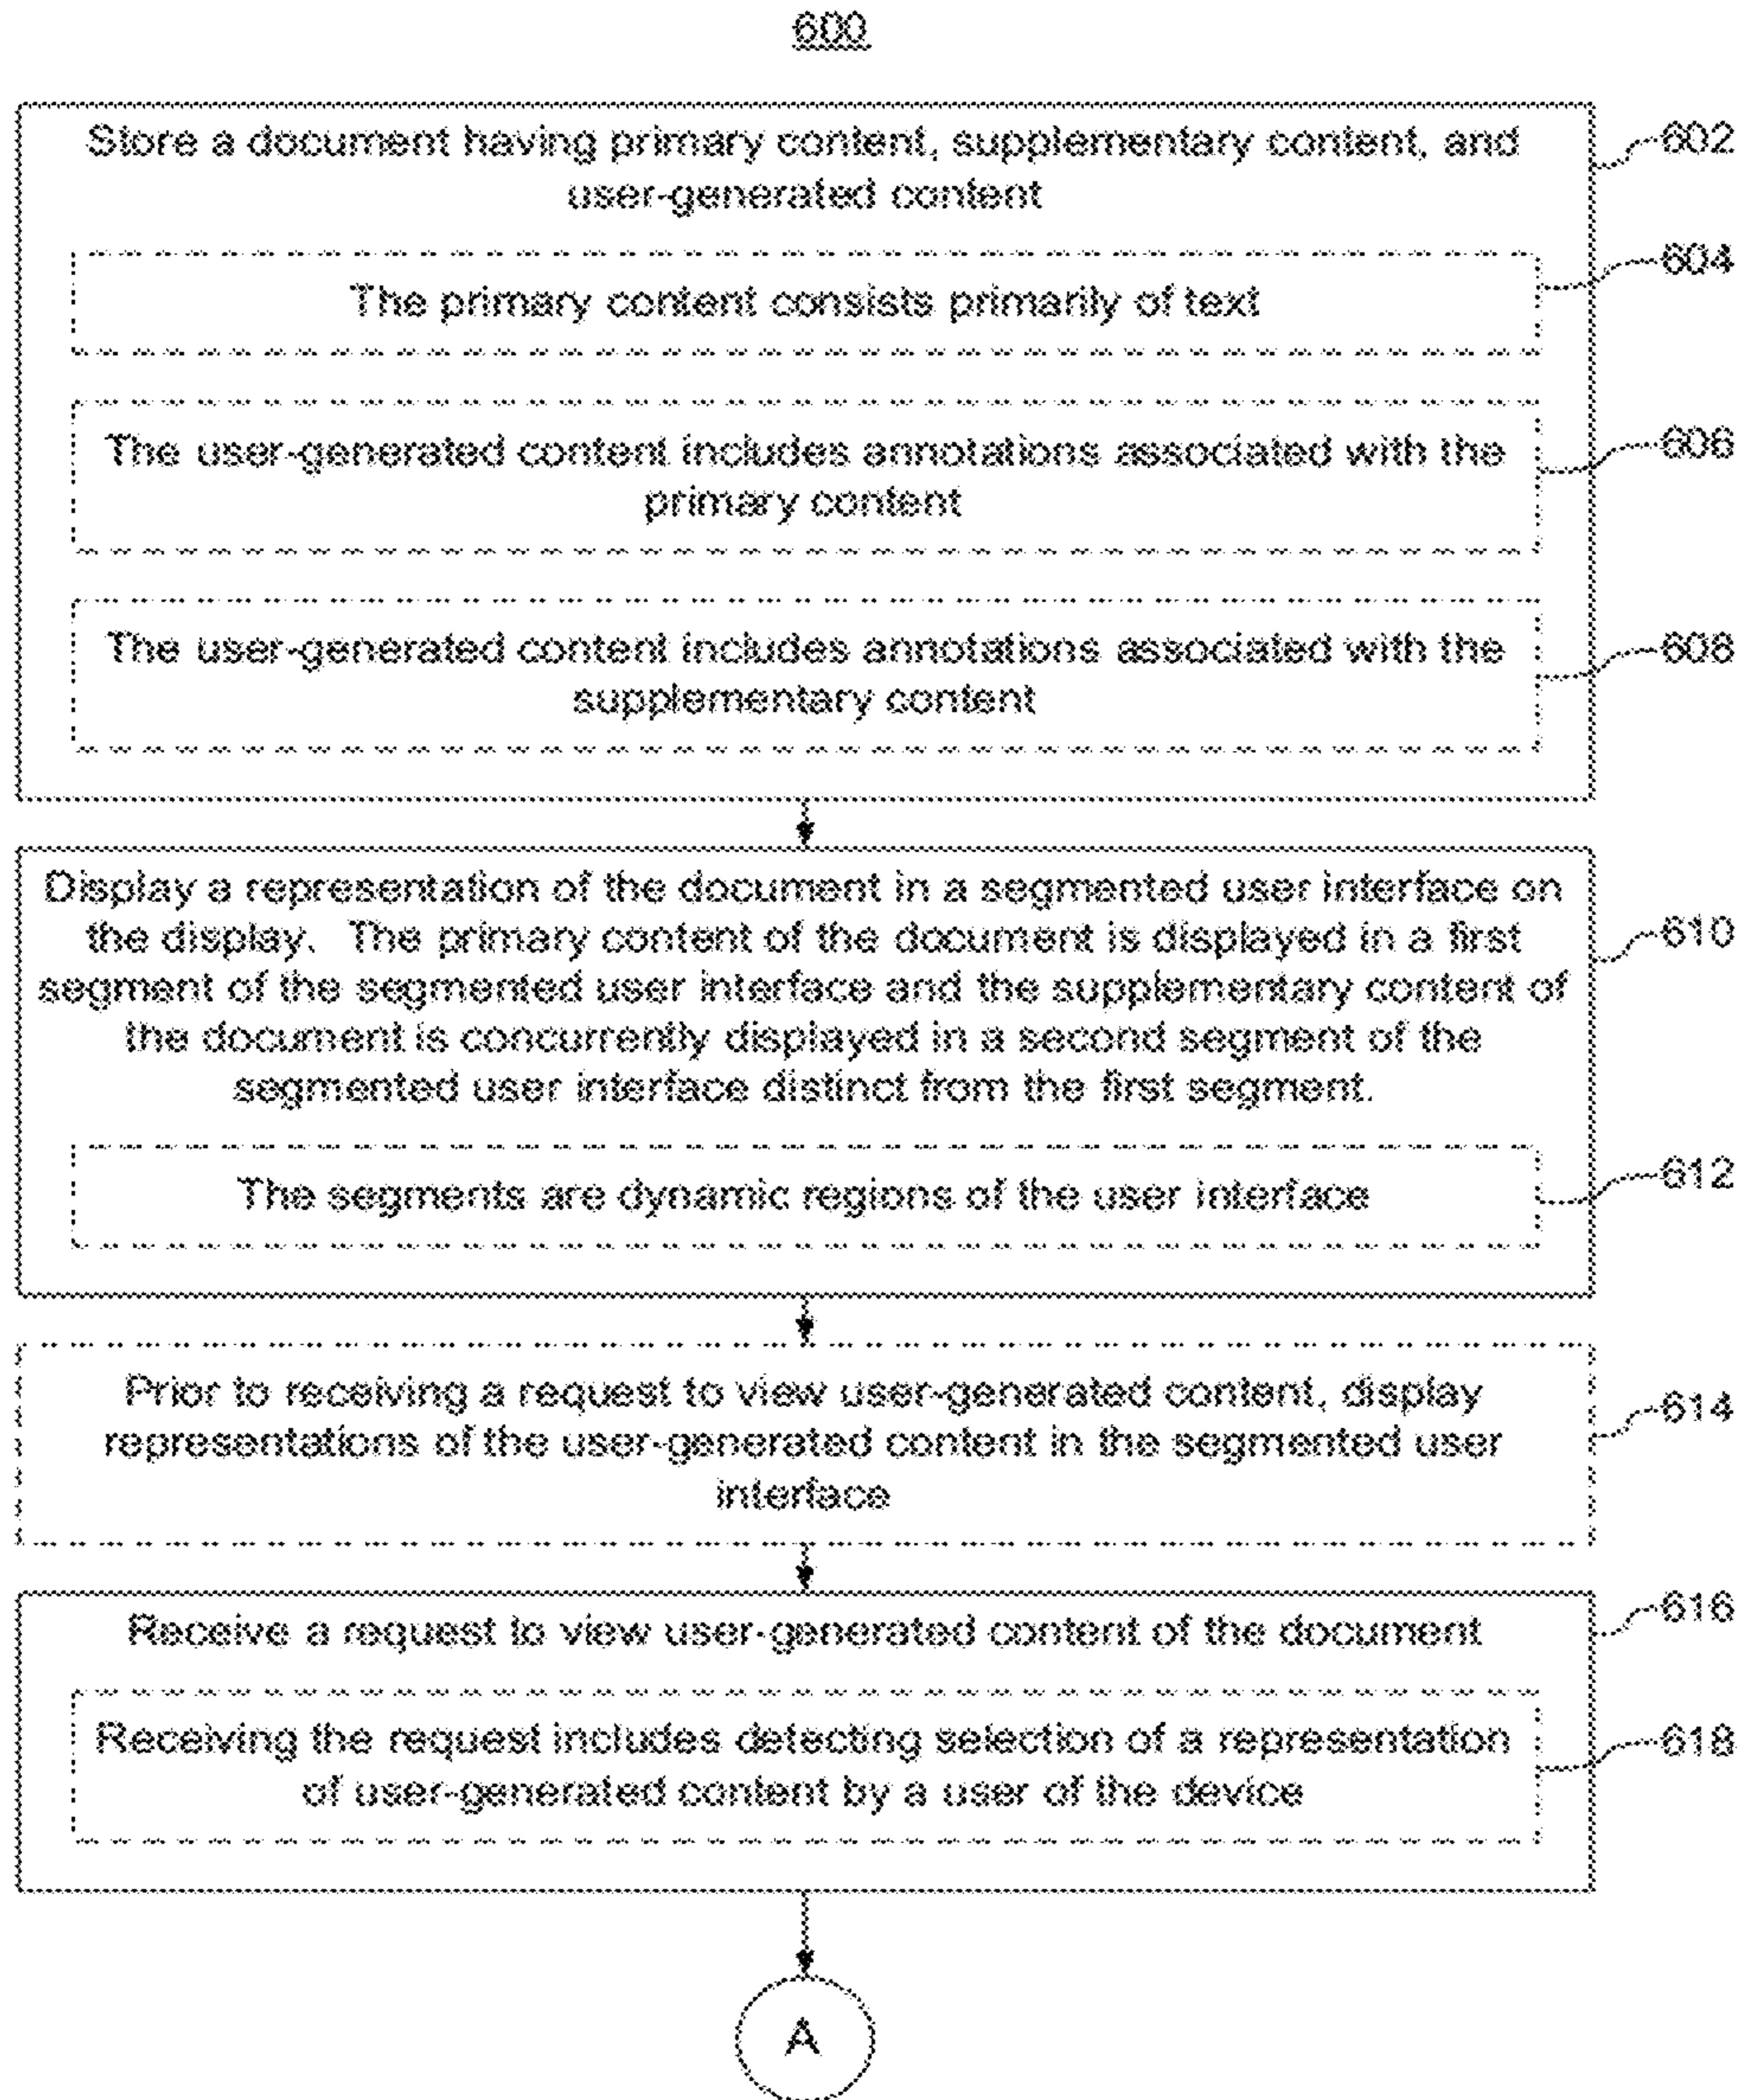 600
Store a document having primary content, supplementary content, and
602
user-generated content
604
The primary content consists primarily of text
The user-generated content includes annotations associated with the
606
primary content
The user-generated content includes annotations associated with the
608
supplementary content
Display a representation of the document in a segmented user interface on
the display. The primary content of the document is displayed in a first
610
segment of the segmented user interface and the supplementary content of
the document is concurrently displayed in a second segment of the
segmented user interface distinct from the first segment.
612
The segments are dynamic regions of the user interface
Prior to receiving a request to view user-generated content, display
614
representations of the user-generated content in the segmented user
interface
616
Receive a request to view user-generated content of the document
Receiving the request includes detecting selection of a representation
618
of user-generated content by a user of the device
A